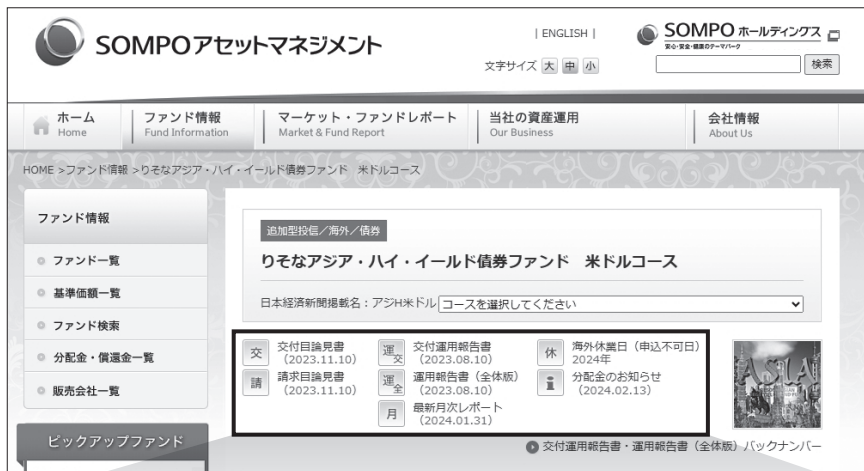 SOMPOアセットマネジメント
| ENGLISH |
SOMPO ホールディングス
安心・安全・健康のテーマパーク
文字サイズ 大 中 小
検索
ホーム
Home
ファンド情報
Fund Information
マーケット・ファンドレポート
Market & Fund Report
当社の資産運用
Our Business
会社情報
About Us
HOME >ファンド情報 >りそなアジア・ハイ・イールド債券ファンド　米ドルコース
ファンド情報
ファンド一覧
基準価額一覧
ファンド検索
分配金・償還金一覧
販売会社一覧
ピックアップファンド
追加型投信／海外／債券
りそなアジア・ハイ・イールド債券ファンド　米ドルコース
日本経済新聞掲載名：アジH米ドル コースを選択してください
交 交付目論見書
（2023.11.10）
請 請求目論見書
（2023.11.10）
運交 交付運用報告書
（2023.08.10）
運全 運用報告書（全体版）
（2023.08.10）
月 最新月次レポート
（2024.01.31）
休 海外休業日（申込不可日）
2024年
i 分配金のお知らせ
（2024.02.13）
ASIA
交付運用報告書・運用報告書（全体版）バックナンバー